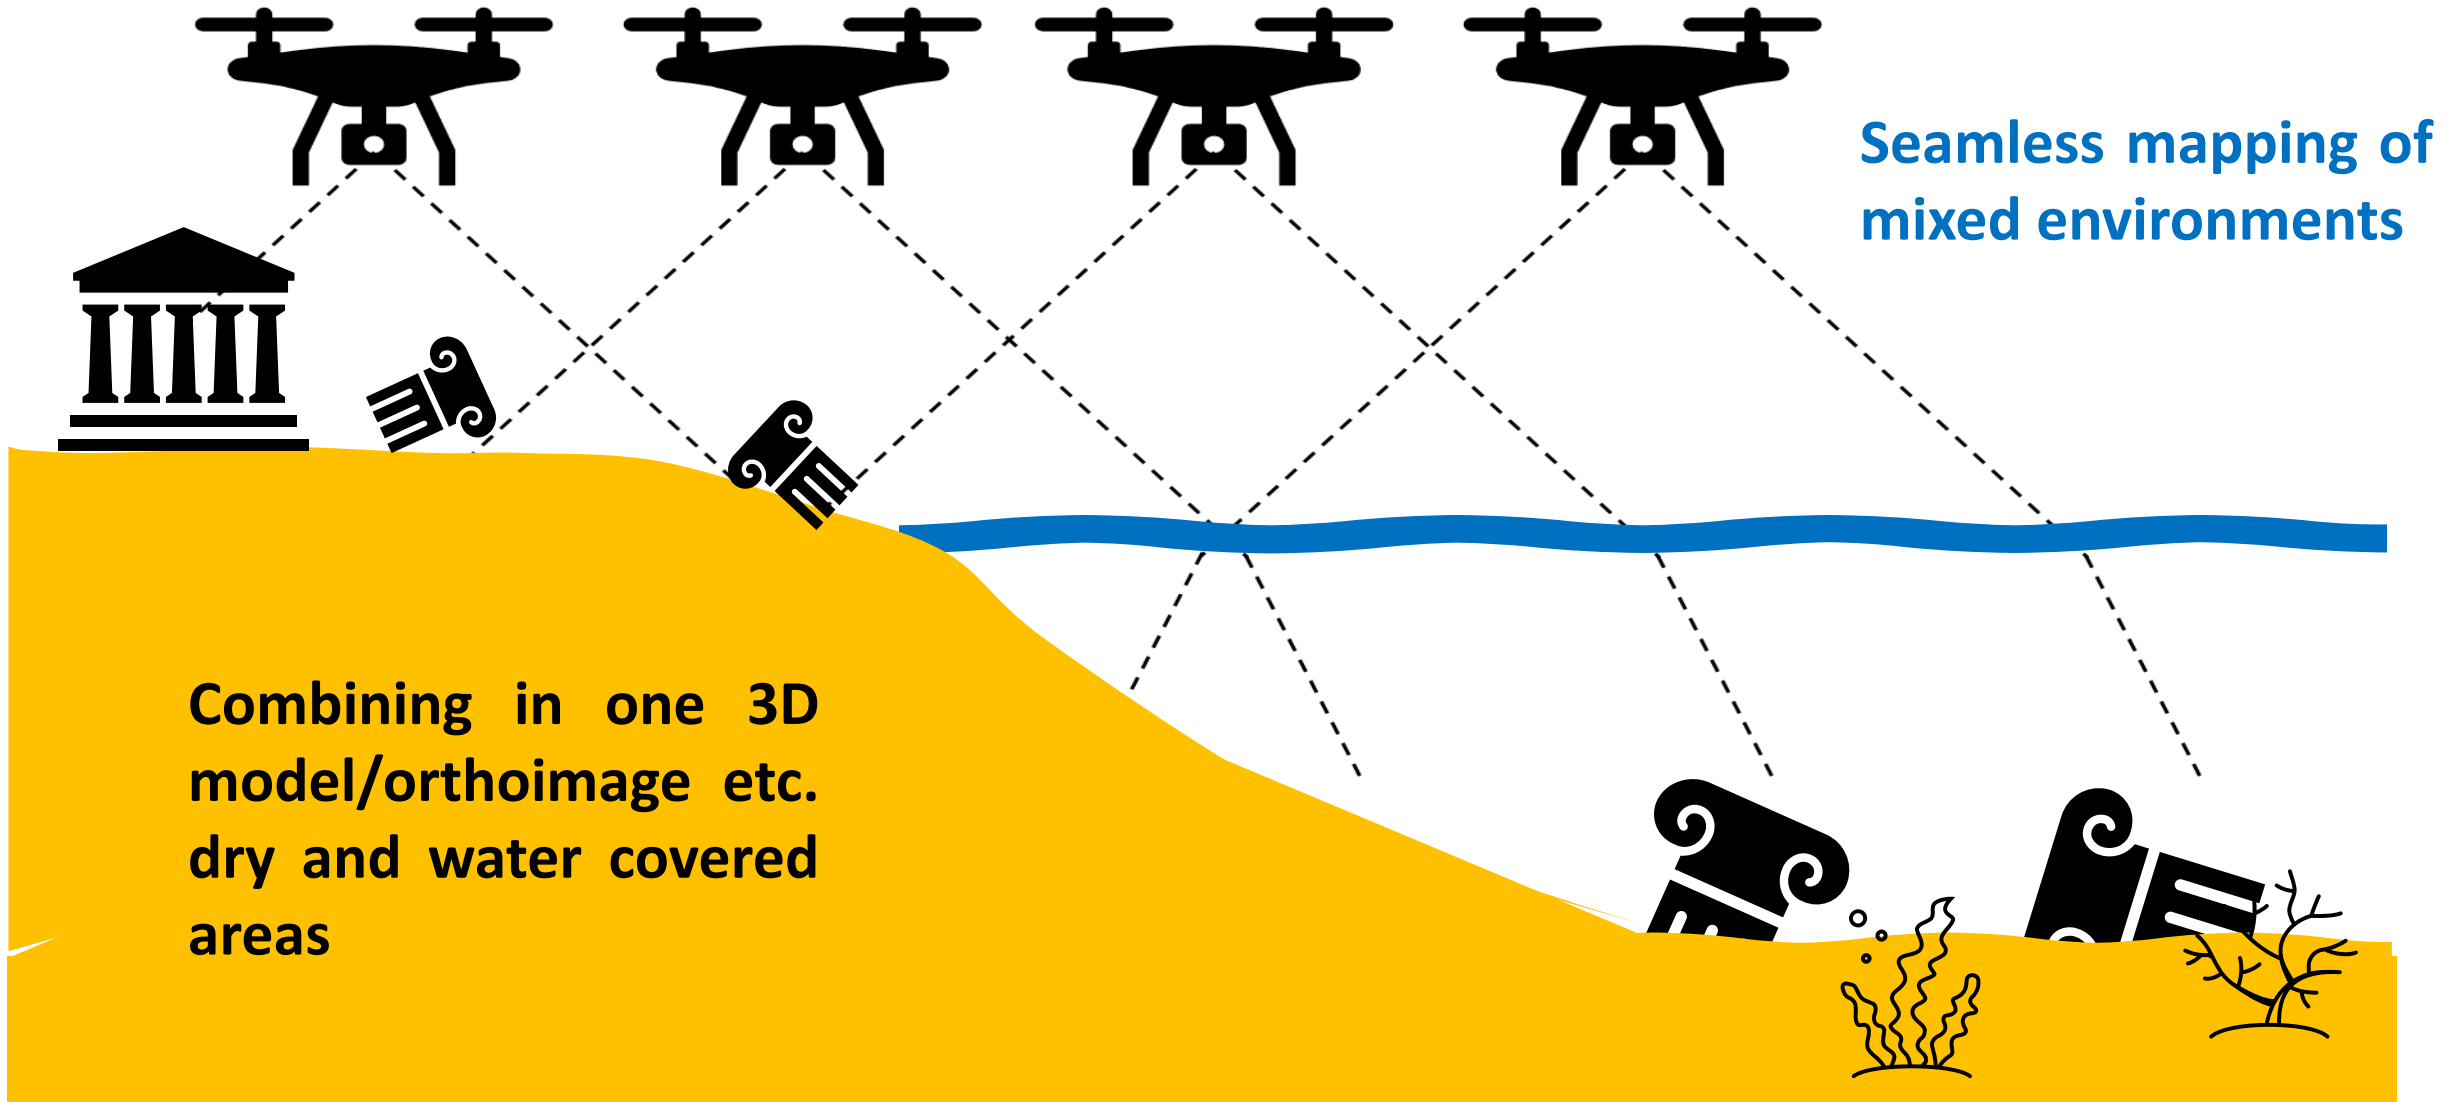 Seamless mapping of
mixed environments
Combining in one 3D
model/orthoimage etc.
dry and water covered
areas